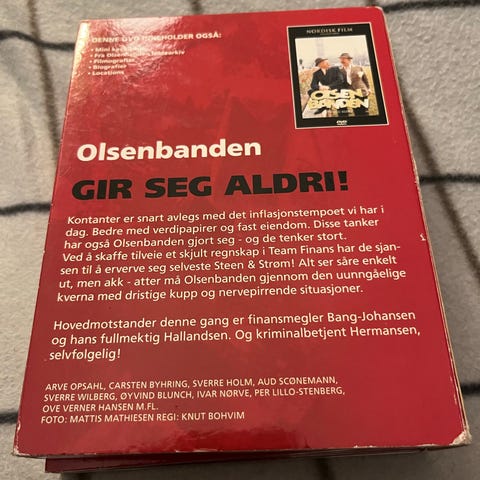 DENNE DVD INNEHOLDER OGSÅ:
• Mini
• Fra Olsenbandens
• Filmografier
• Biografier
• Locations
NORDISK FILM
OLSEN
BANDEN
DVD
Olsenbanden
GIR SEG ALDRI!
Kontanter er snart avlegs med det inflasjonstempoet vi har i
dag. Bedre med verdipapirer og fast eiendom. Disse tanker
har også Olsenbanden gjort seg - og de tenker stort.
Ved å skaffe tilveie et skjult regnskap i Team Finans har de sjan-
sen til å erverve seg selveste Steen & Strøm! Alt ser såre enkelt
ut, men akk - atter må Olsenbanden gjennom den uunngåelige
kverna med dristige kupp og nervepirrende situasjoner.
Hovedmotstander denne gang er finansmegler Bang-Johansen
og hans fullmektig Hallandsen. Og kriminalbetjent Hermansen,
selvfølgelig!
ARVE OPSAHL, CARSTEN BYHRING, SVERRE HOLM, AUD SCØNEMANN,
SVERRE WILBERG, ØYVIND BLUNCH, IVAR NØRVE, PER LILLO-STENBERG,
OVE VERNER HANSEN M.FL.
FOTO: MATTIS MATHIESEN REGI: KNUT BOHVIM